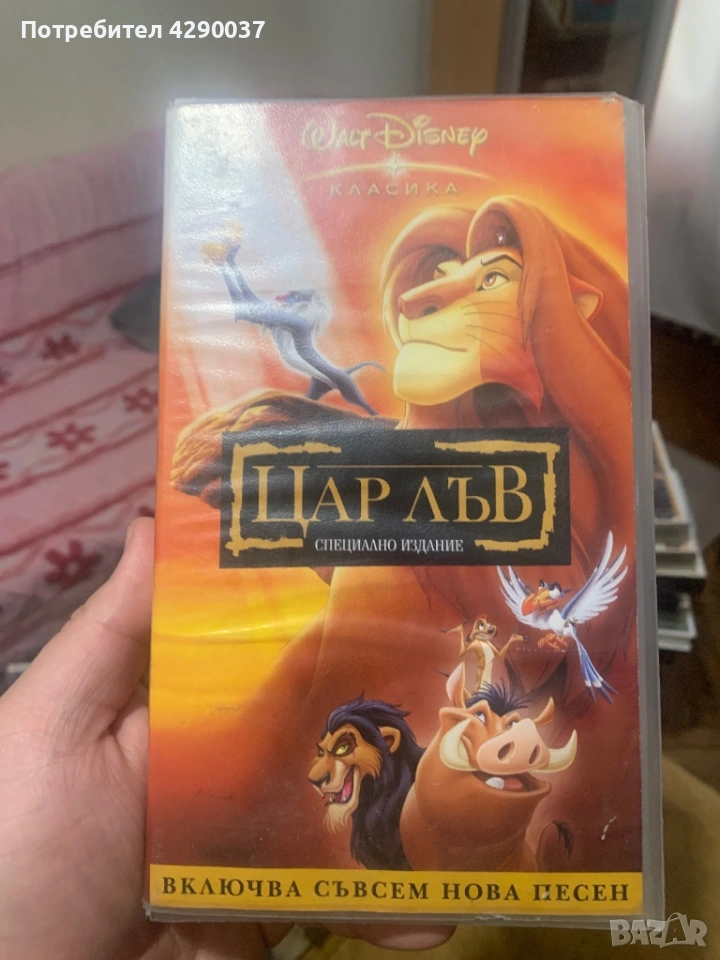 Потребител 4290037
WALT DISNEY
КЛАСИКА
ЦАР ЛЪВ
СПЕЦИАЛНО ИЗДАНИЕ
ВКЛЮЧВА СЪВСЕМ НОВА ПЕСЕН
BAZAR